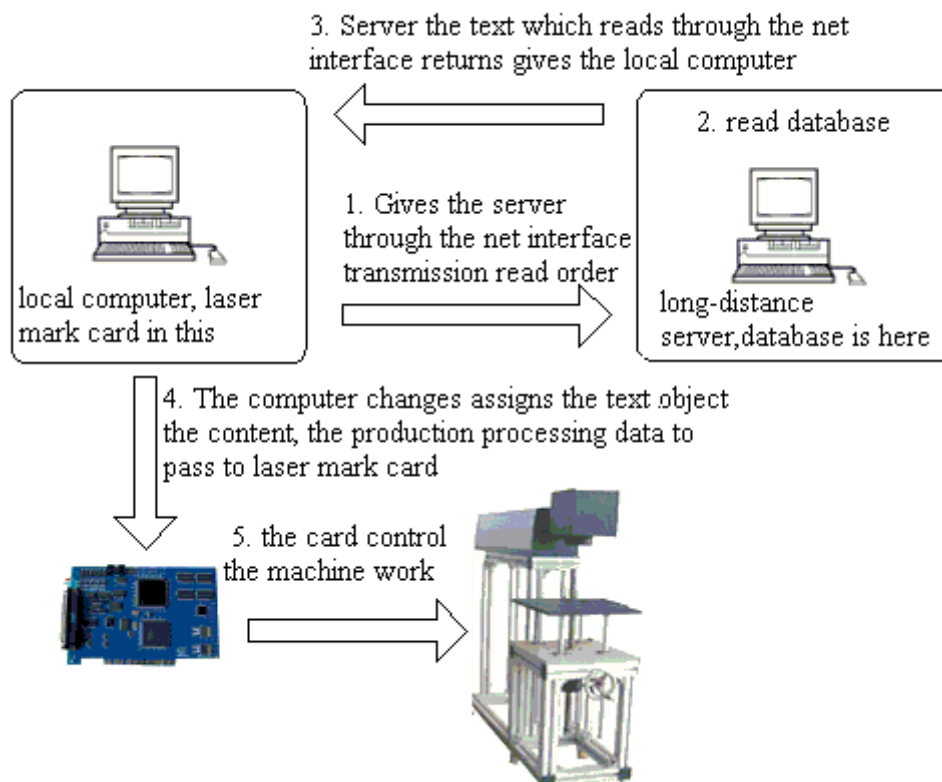 3. Server the text which reads through the net
interface returns gives the local computer
2. read database
1. Gives the server
through the net interface
transmission read order
local computer, laser
mark card in this
long-distance
server,database is here
4. The computer changes assigns the text object
the content, the production processing data to
pass to laser mark card
5. the card control
the machine work